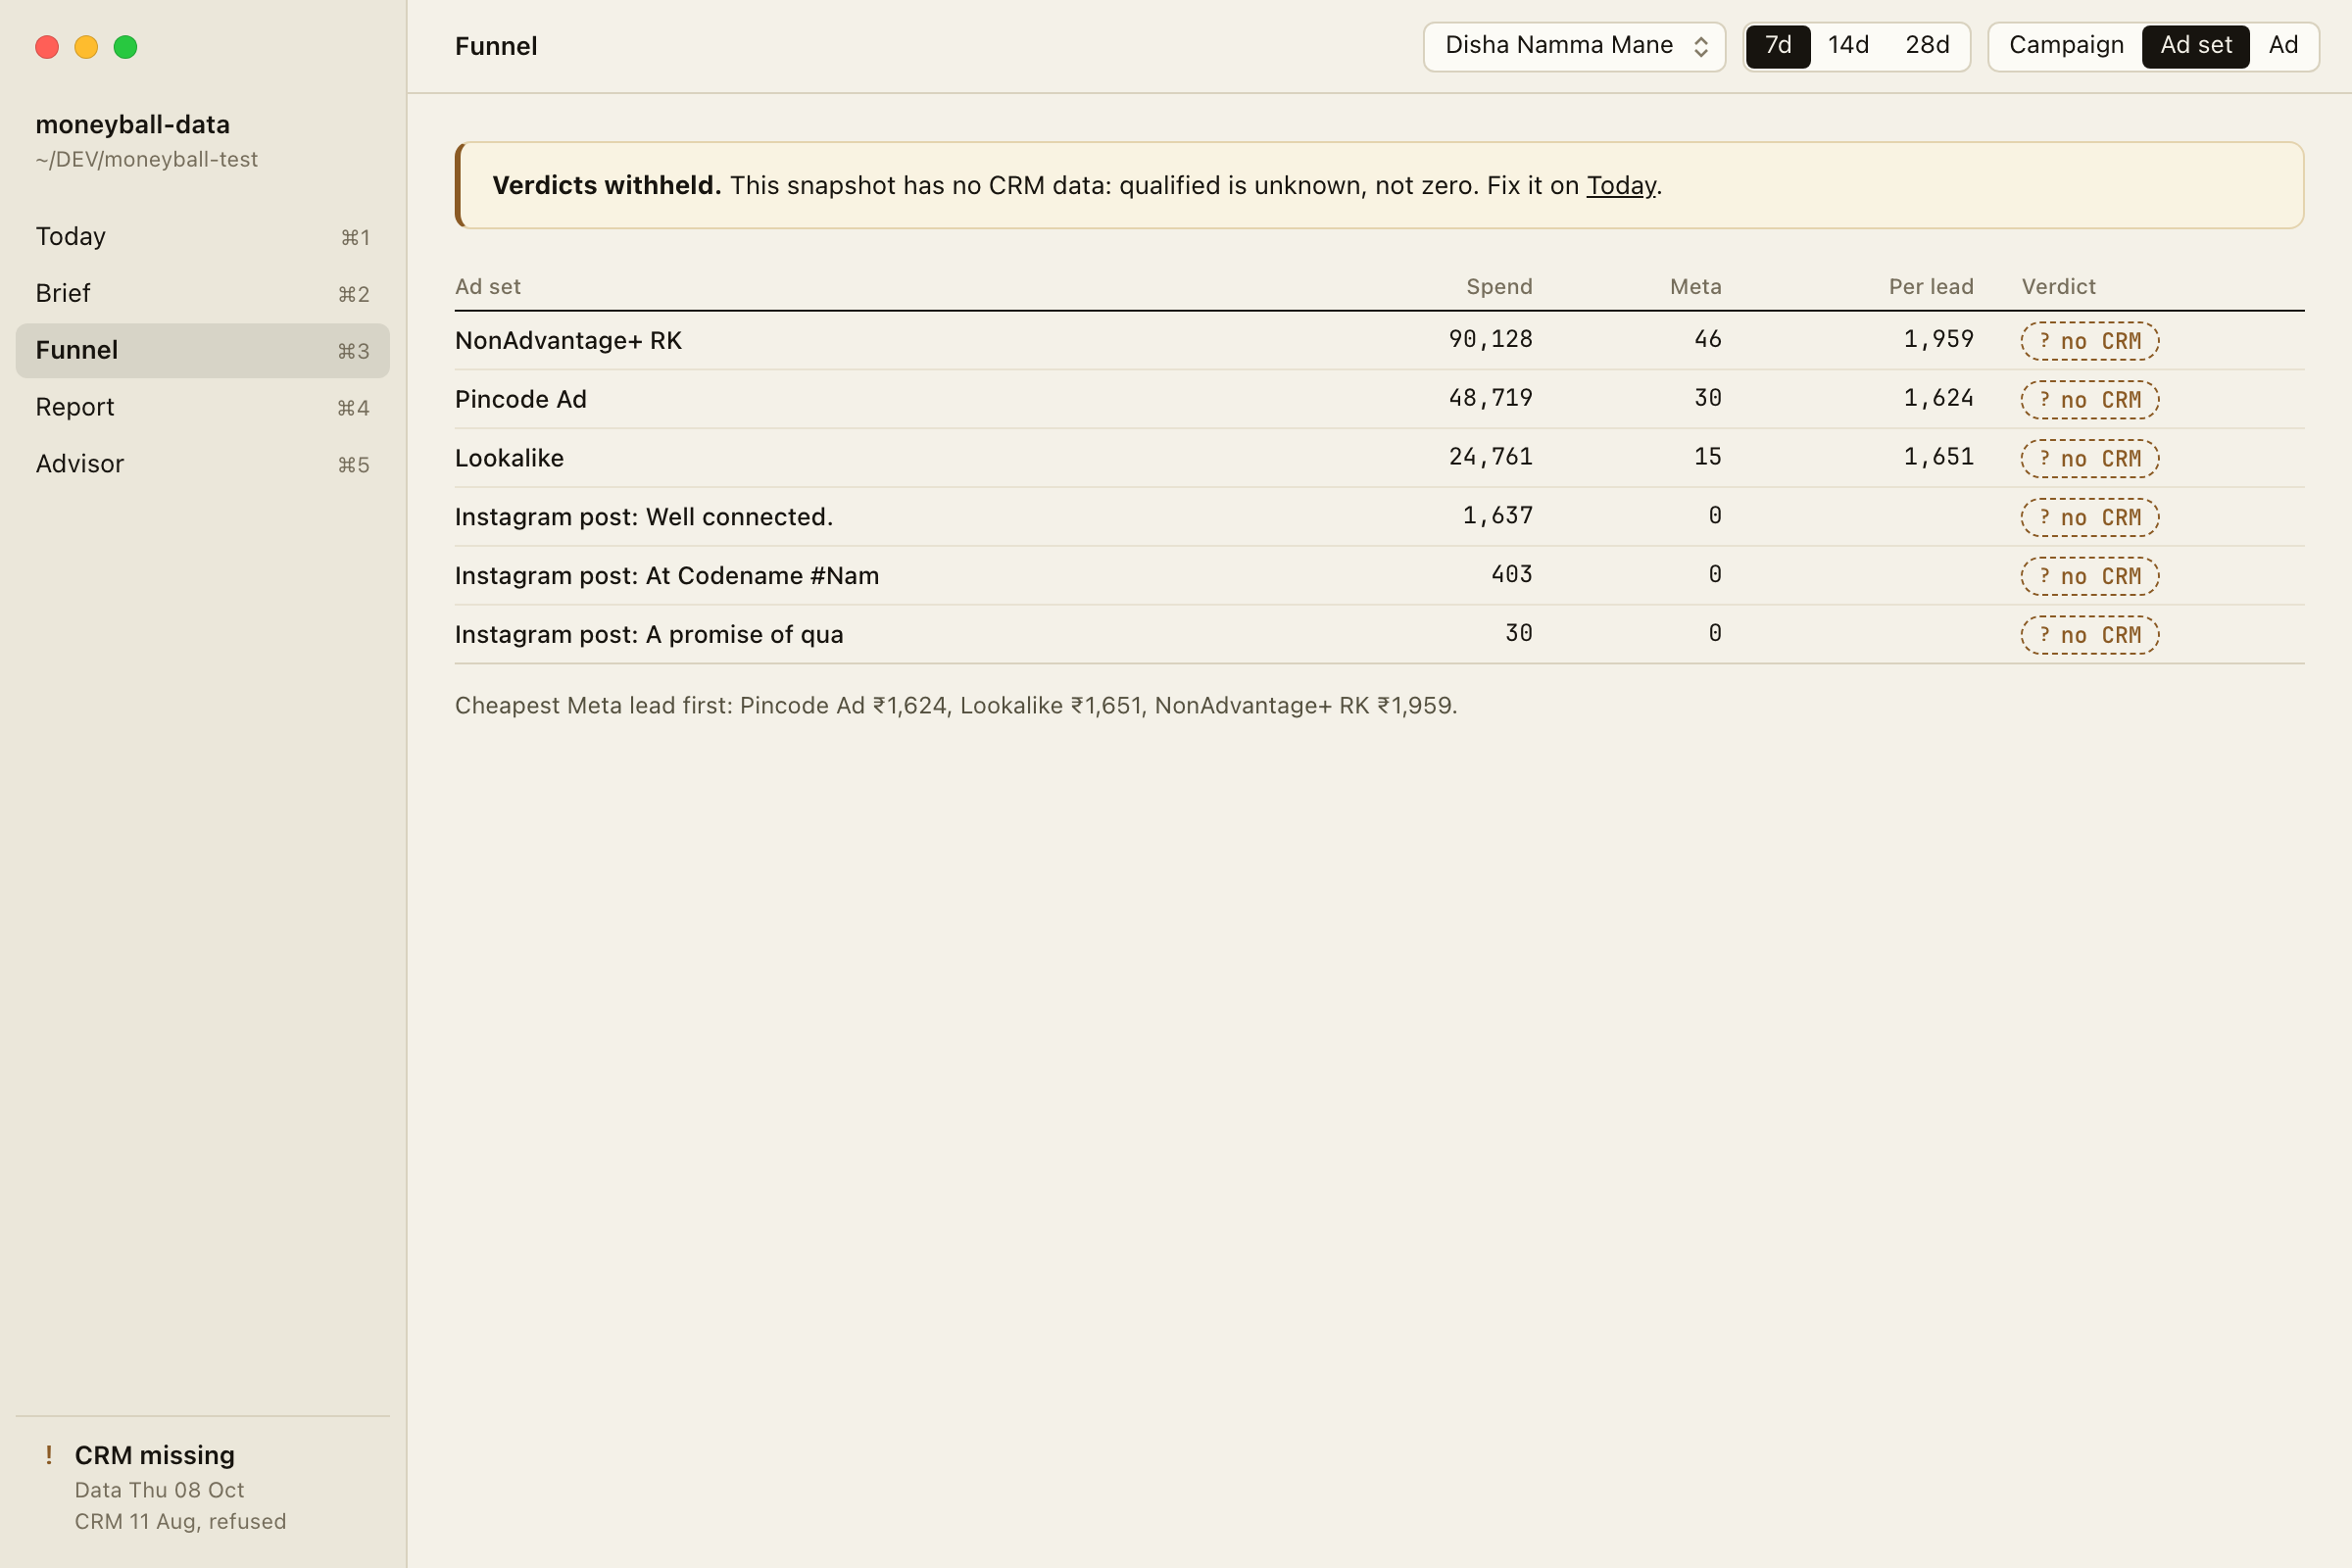 Funnel
Disha Namma Mane
7d 14d 28d
Campaign Ad set Ad
moneyball-data
~/DEV/moneyball-test
Today ⌘1
Brief ⌘2
Funnel ⌘3
Report ⌘4
Advisor ⌘5
Verdicts withheld. This snapshot has no CRM data: qualified is unknown, not zero. Fix it on Today.
Ad set Spend Meta Per lead Verdict
NonAdvantage+ RK 90,128 46 1,959 ? no CRM
Pincode Ad 48,719 30 1,624 ? no CRM
Lookalike 24,761 15 1,651 ? no CRM
Instagram post: Well connected. 1,637 0 ? no CRM
Instagram post: At Codename #Nam 403 0 ? no CRM
Instagram post: A promise of qua 30 0 ? no CRM
Cheapest Meta lead first: Pincode Ad ₹1,624, Lookalike ₹1,651, NonAdvantage+ RK ₹1,959.
! CRM missing
Data Thu 08 Oct
CRM 11 Aug, refused